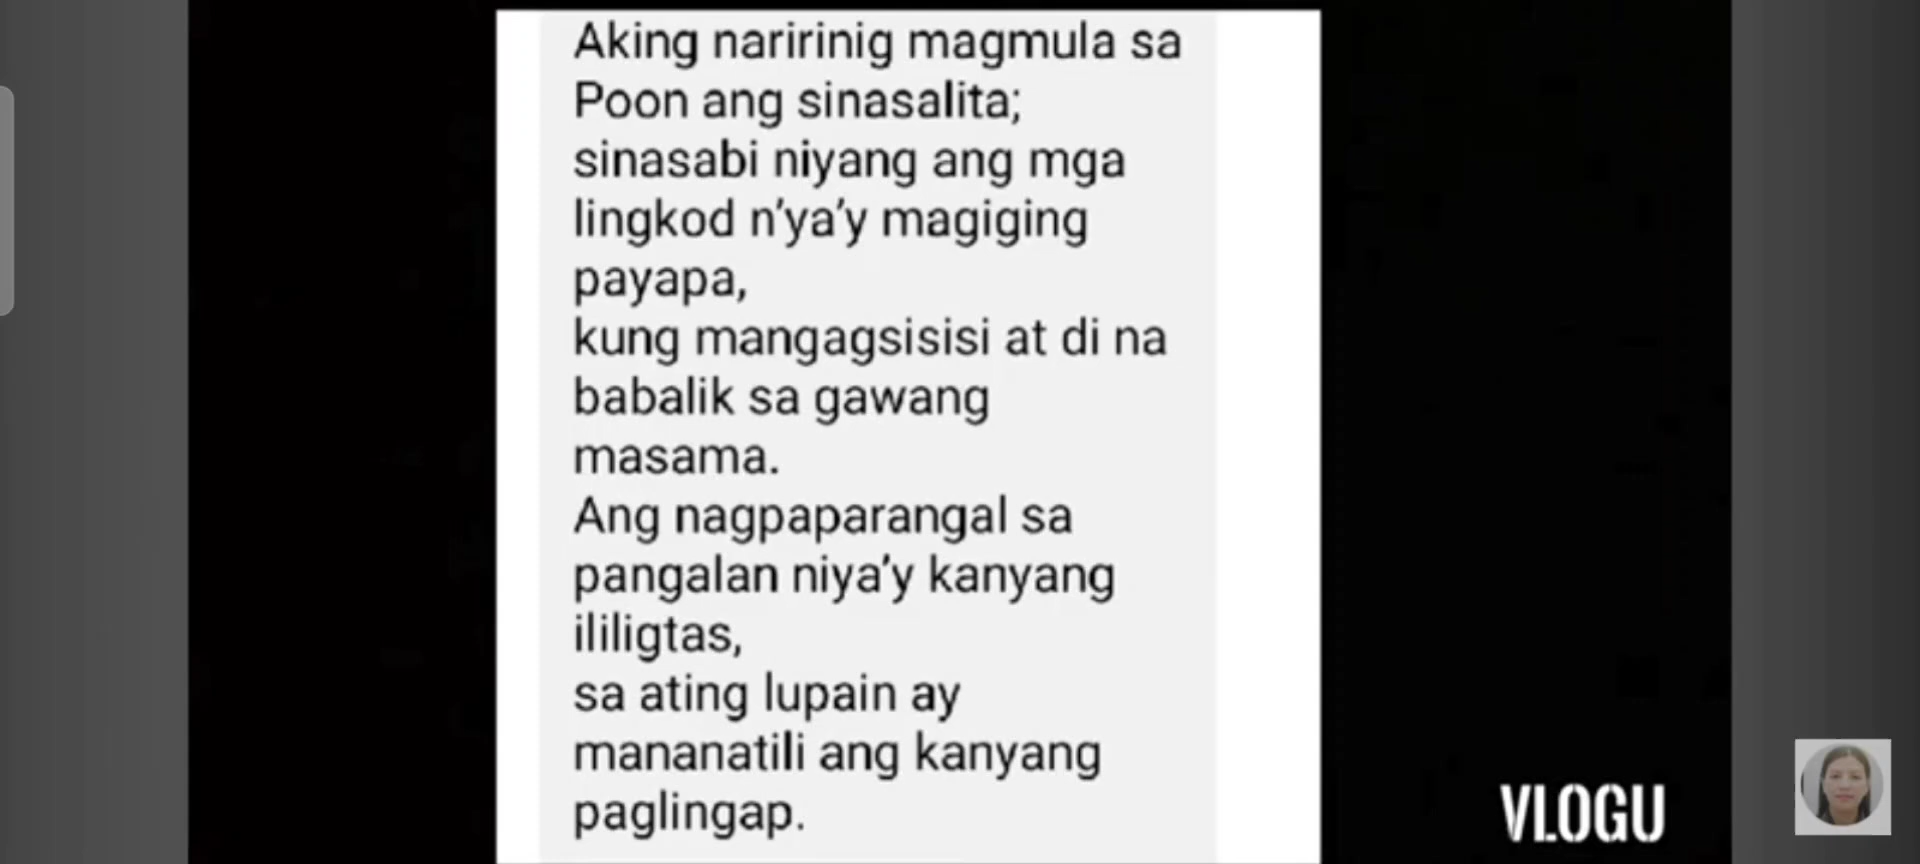 Aking naririnig magmula sa
Poon ang sinasalita;
sinasabi niyang ang mga
lingkod n’ya’y magiging
payapa,
kung mangagsisisi at di na
babalik sa gawang
masama.
Ang nagpaparangal sa
pangalan niya’y kanyang
ililigtas,
sa ating lupain ay
mananatili ang kanyang
paglingap.
VLOGU